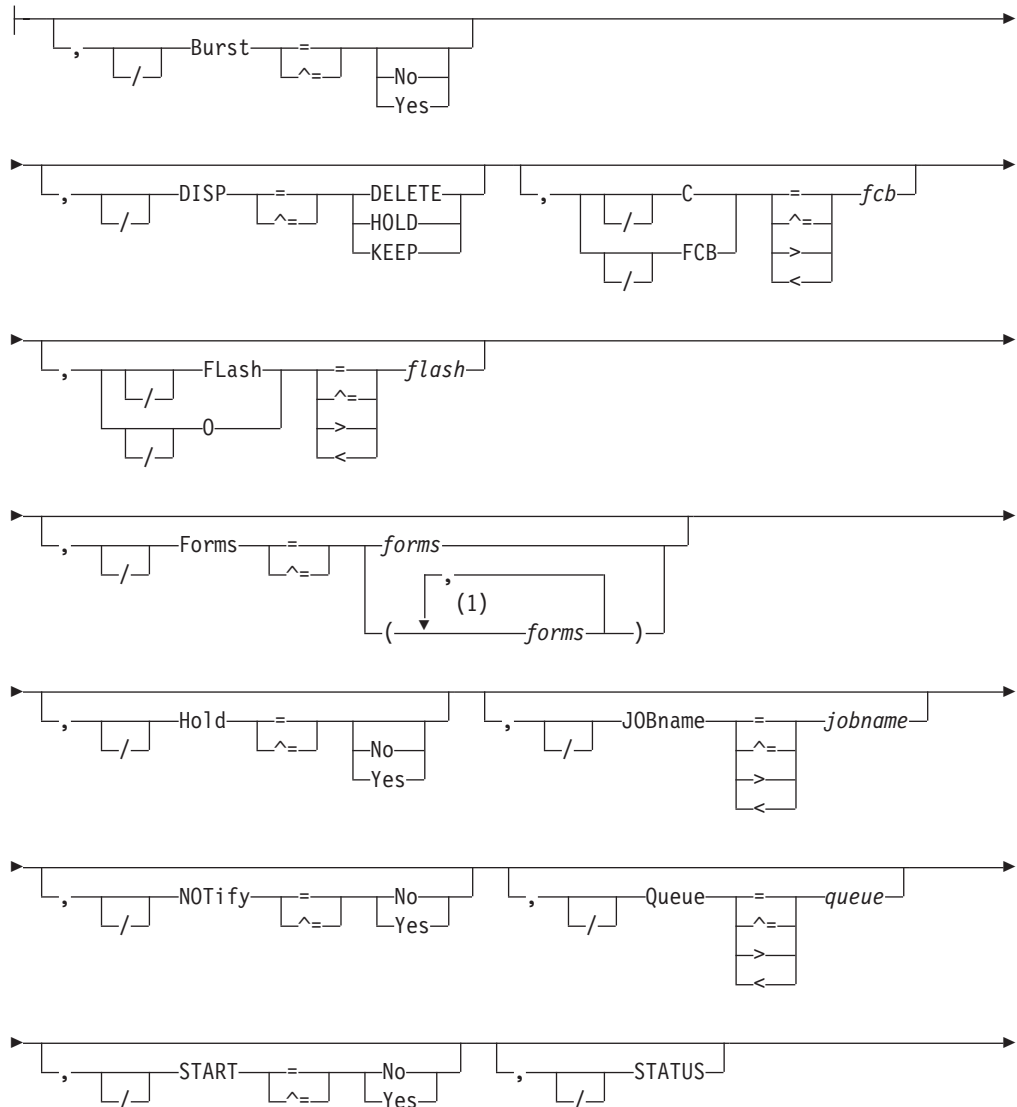 , / Burst = ^= No Yes
, / DISP = ^= DELETE HOLD KEEP , / C / FCB = ^= > < fcb
, / FLash / O = ^= > < flash
, / Forms = ^= forms ( , (1) forms )
, / Hold = ^= No Yes , / JOBname = ^= > < jobname
, / NOTify = ^= No Yes , / Queue = ^= > < queue
, / START = ^= No Yes , / STATUS